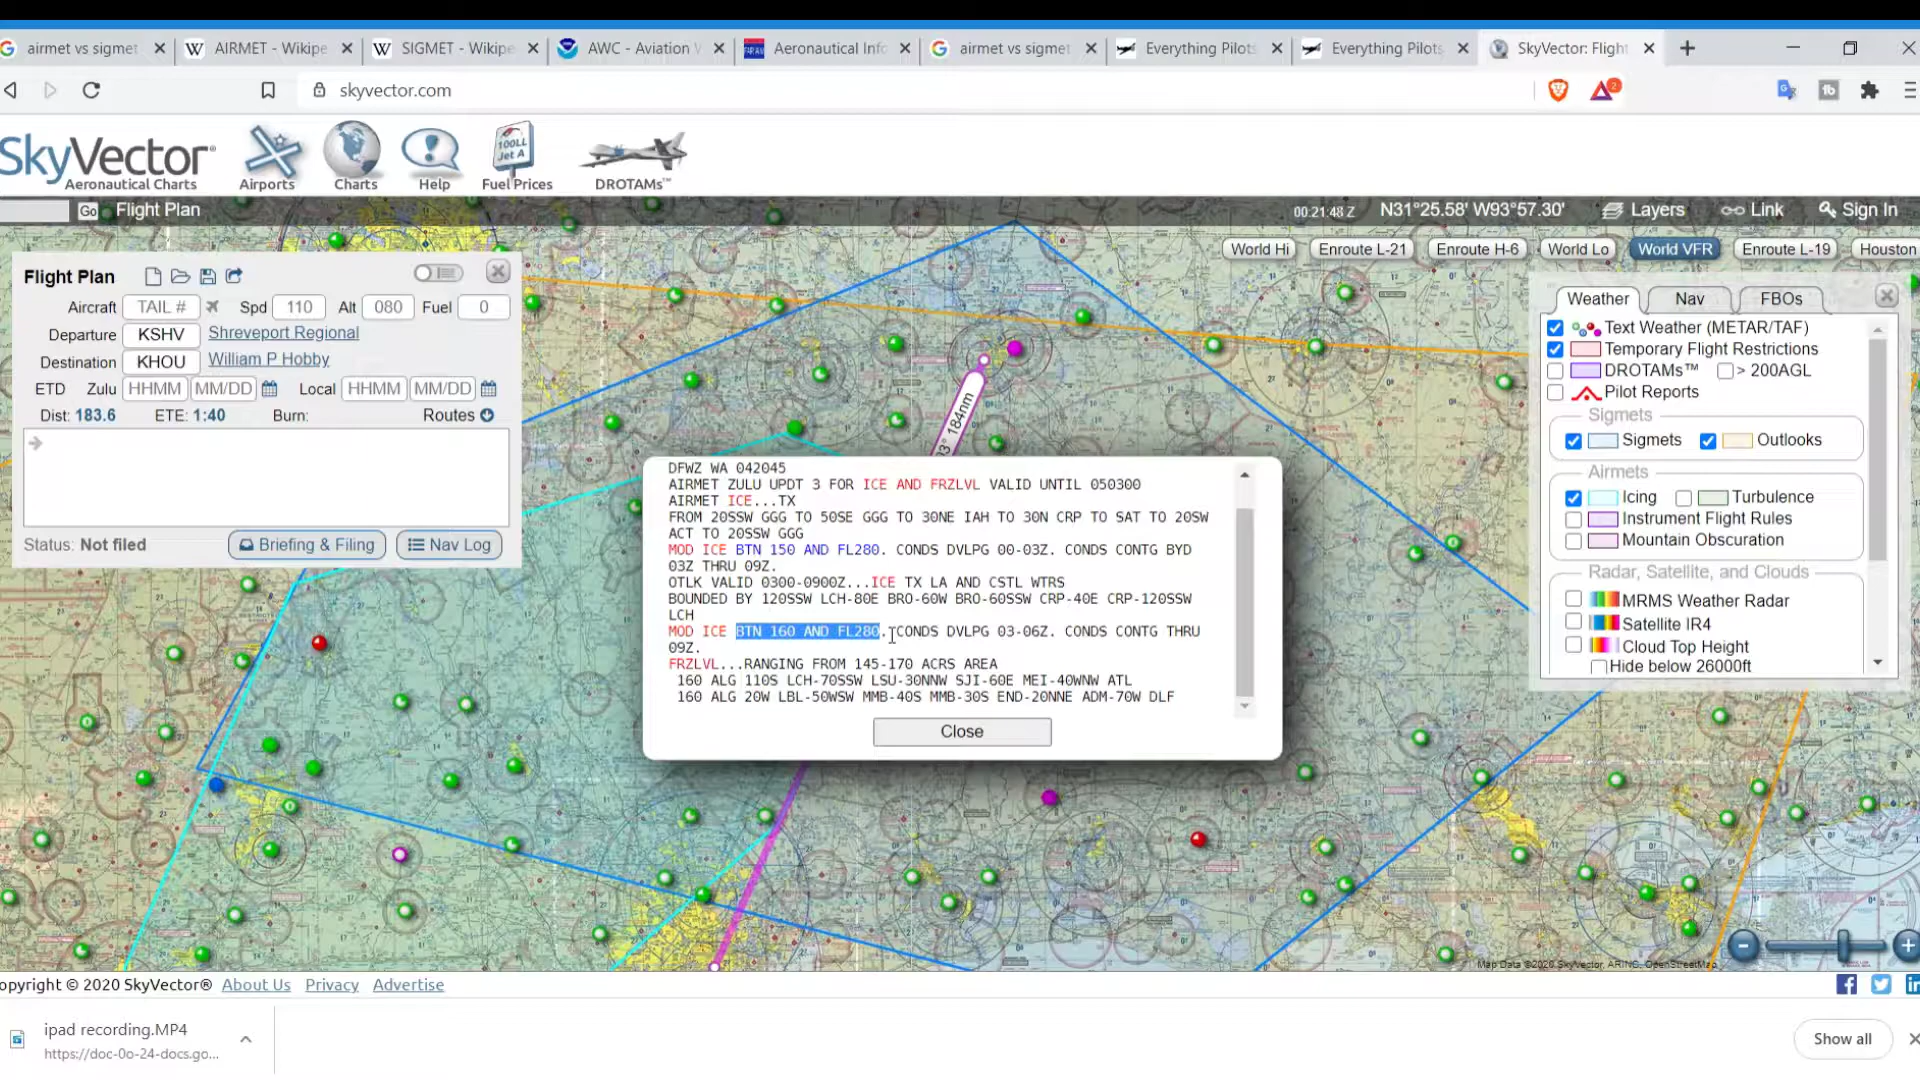 airmet vs sigmet
AIRMET - Wikipe
SIGMET - Wikipe
AWC - Aviation
Aeronautical Info
airmet vs sigmet
Everything Pilots
Everything Pilots
SkyVector: Flight
skyvector.com
2
SkyVector
Aeronautical Charts
Airports
Charts
Help
100LL
Jet A
Fuel Prices
DROTAMs™
Go
Flight Plan
00:21:48 Z
N31°25.58' W93°57.30'
Layers
Link
Sign In
World Hi
Enroute L-21
Enroute H-6
World Lo
World VFR
Enroute L-19
Houston
Flight Plan
Aircraft TAIL # Spd 110 Alt 080 Fuel 0
Departure KSHV Shreveport Regional
Destination KHOU William P Hobby
ETD Zulu HHMM MM/DD Local HHMM MM/DD
Dist: 183.6 ETE: 1:40 Burn: Routes
Status: Not filed
Briefing & Filing
Nav Log
184nm
Weather
Nav
FBOs
Text Weather (METAR/TAF)
Temporary Flight Restrictions
DROTAMs™ > 200AGL
Pilot Reports
Sigmets
Sigmets Outlooks
Airmets
Icing Turbulence
Instrument Flight Rules
Mountain Obscuration
Radar, Satellite, and Clouds
MRMS Weather Radar
Satellite IR4
Cloud Top Height
Hide below 26000ft
DFWZ WA 042045
AIRMET ZULU UPDT 3 FOR ICE AND FRZLVL VALID UNTIL 050300
AIRMET ICE...TX
FROM 20SSW GGG TO 50SE GGG TO 30NE IAH TO 30N CRP TO SAT TO 20SW
ACT TO 20SSW GGG
MOD ICE BTN 150 AND FL280. CONDS DVLPG 00-03Z. CONDS CONTG BYD
03Z THRU 09Z.
OTLK VALID 0300-0900Z...ICE TX LA AND CSTL WTRS
BOUNDED BY 120SSW LCH-80E BRO-60W BRO-60SSW CRP-40E CRP-120SSW
LCH
MOD ICE BTN 160 AND FL280. CONDS DVLPG 03-06Z. CONDS CONTG THRU
09Z.
FRZLVL...RANGING FROM 145-170 ACRS AREA
160 ALG 110S LCH-70SSW LSU-30NNW SJI-60E MEI-40WNW ATL
160 ALG 20W LBL-50WSW MMB-40S MMB-30S END-20NNE ADM-70W DLF
Close
Map Data ©2020 SkyVector, ARINC, OpenStreetMap
opyright © 2020 SkyVector® About Us Privacy Advertise
ipad recording.MP4
https://doc-0o-24-docs.go...
Show all